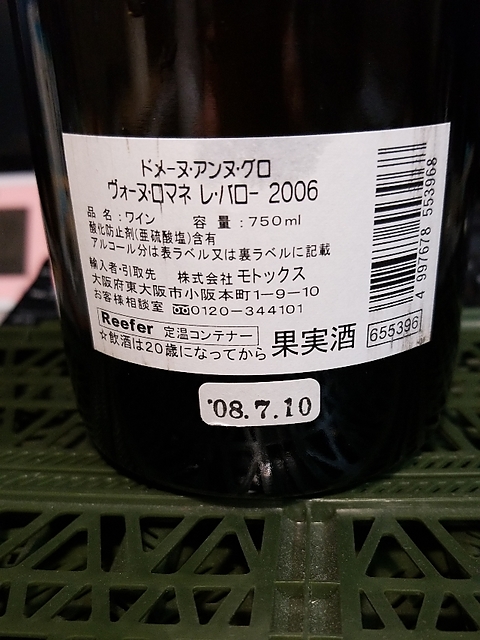 ドメーヌ・アンヌ・グロ
ヴォーヌ・ロマネ レ・バロー 2006
品 名:ワイン 容 量:750ml
酸化防止剤(亜硫酸塩)含有
アルコール分は表ラベル又は裏ラベルに記載
輸入者・引取先 株式会社モトックス
大阪府東大阪市小阪本町1-9-10
お客様相談室 0120-344101
Reefer 定温コンテナー
☆飲酒は20歳になってから 果実酒
4 997678 553968
655396
'08.7.10